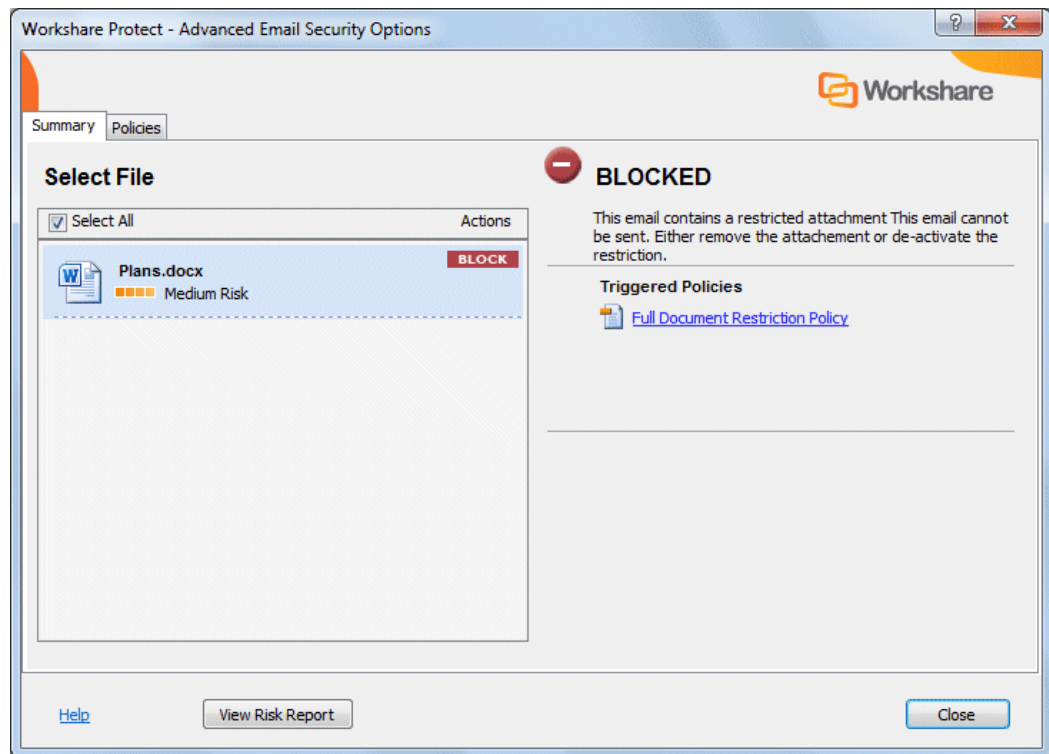 Workshare Protect - Advanced Email Security Options
Workshare
Summary
Policies
Select File
Select All
Actions
Plans.docx
BLOCK
Medium Risk
BLOCKED
This email contains a restricted attachment This email cannot
be sent. Either remove the attachement or de-activate the
restriction.
Triggered Policies
Full Document Restriction Policy
Help
View Risk Report
Close